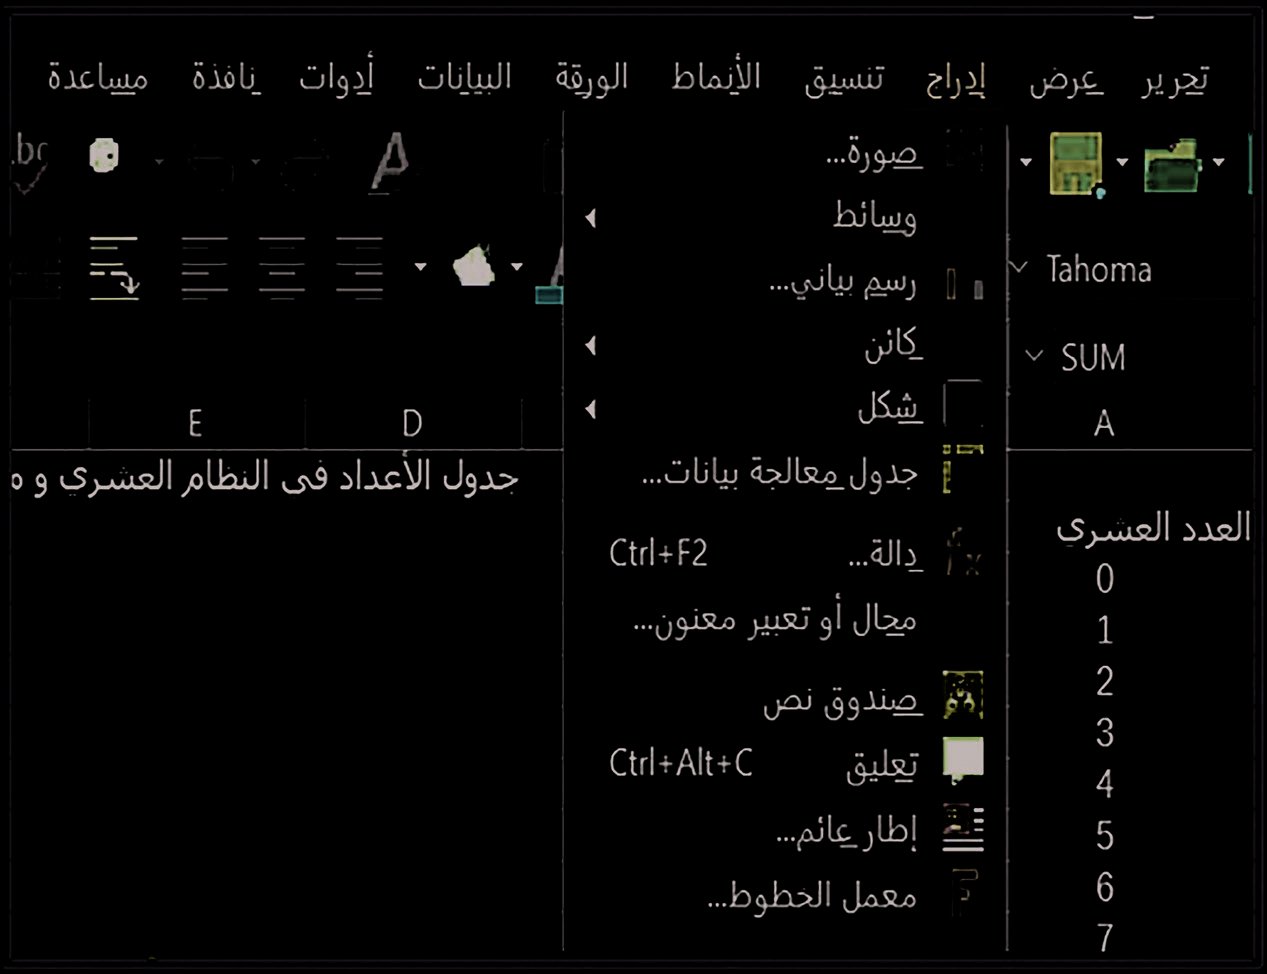 تحرير عرض إدراج تنسيق الأنماط الورقة البيانات أدوات نافذة مساعدة
صورة...
وسائط
Tahoma
رسم بياني...
SUM
كائن
شكل
A
D
E
جدول معالجة بيانات...
جدول الأعداد فى النظام العشري و
العدد العشرى
دالة... Ctrl+F2
مجال أو تعبير معنون...
صندوق نص
تعليق Ctrl+Alt+C
إطار عائم...
معمل الخطوط...
0
1
2
3
4
5
6
7